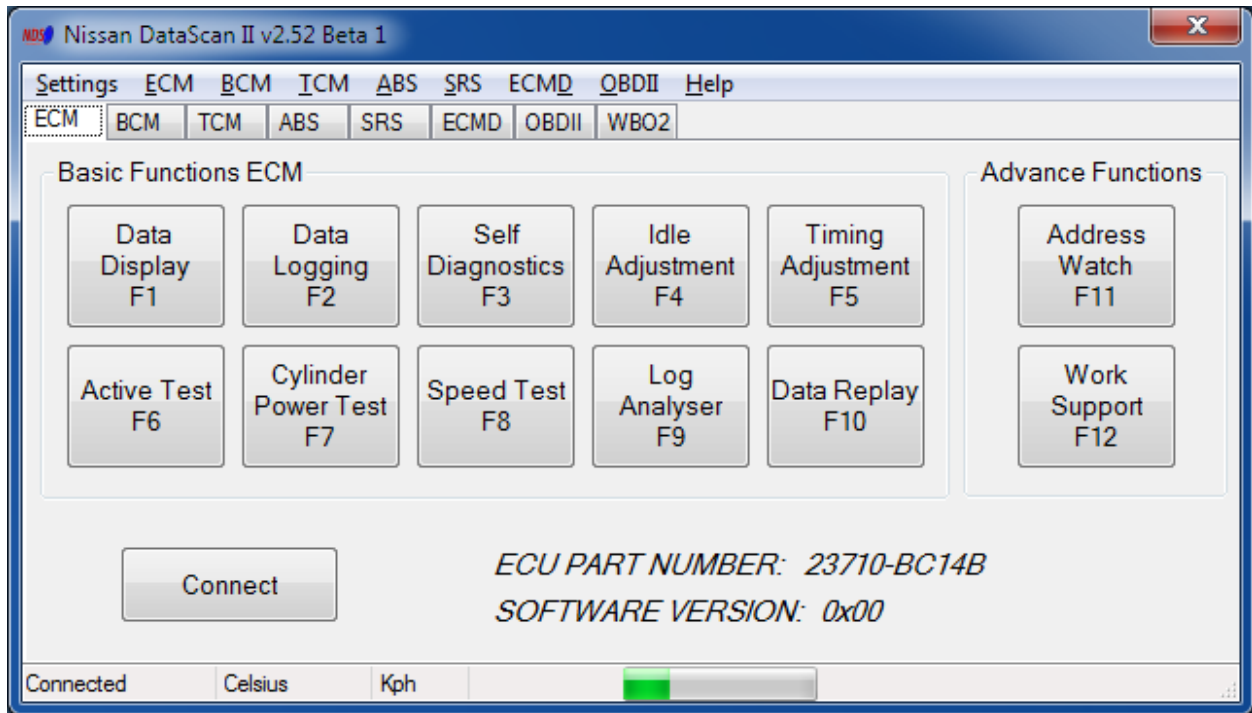 NDS Nissan DataScan II v2.52 Beta 1
X
Settings ECM BCM TCM ABS SRS ECMD OBDII Help
ECM BCM TCM ABS SRS ECMD OBDII WBO2
Basic Functions ECM
Data
Display
F1
Data
Logging
F2
Self
Diagnostics
F3
Idle
Adjustment
F4
Timing
Adjustment
F5
Active Test
F6
Cylinder
Power Test
F7
Speed Test
F8
Log
Analyser
F9
Data Replay
F10
Advance Functions
Address
Watch
F11
Work
Support
F12
Connect
ECU PART NUMBER: 23710-BC14B
SOFTWARE VERSION: 0x00
Connected Celsius Kph